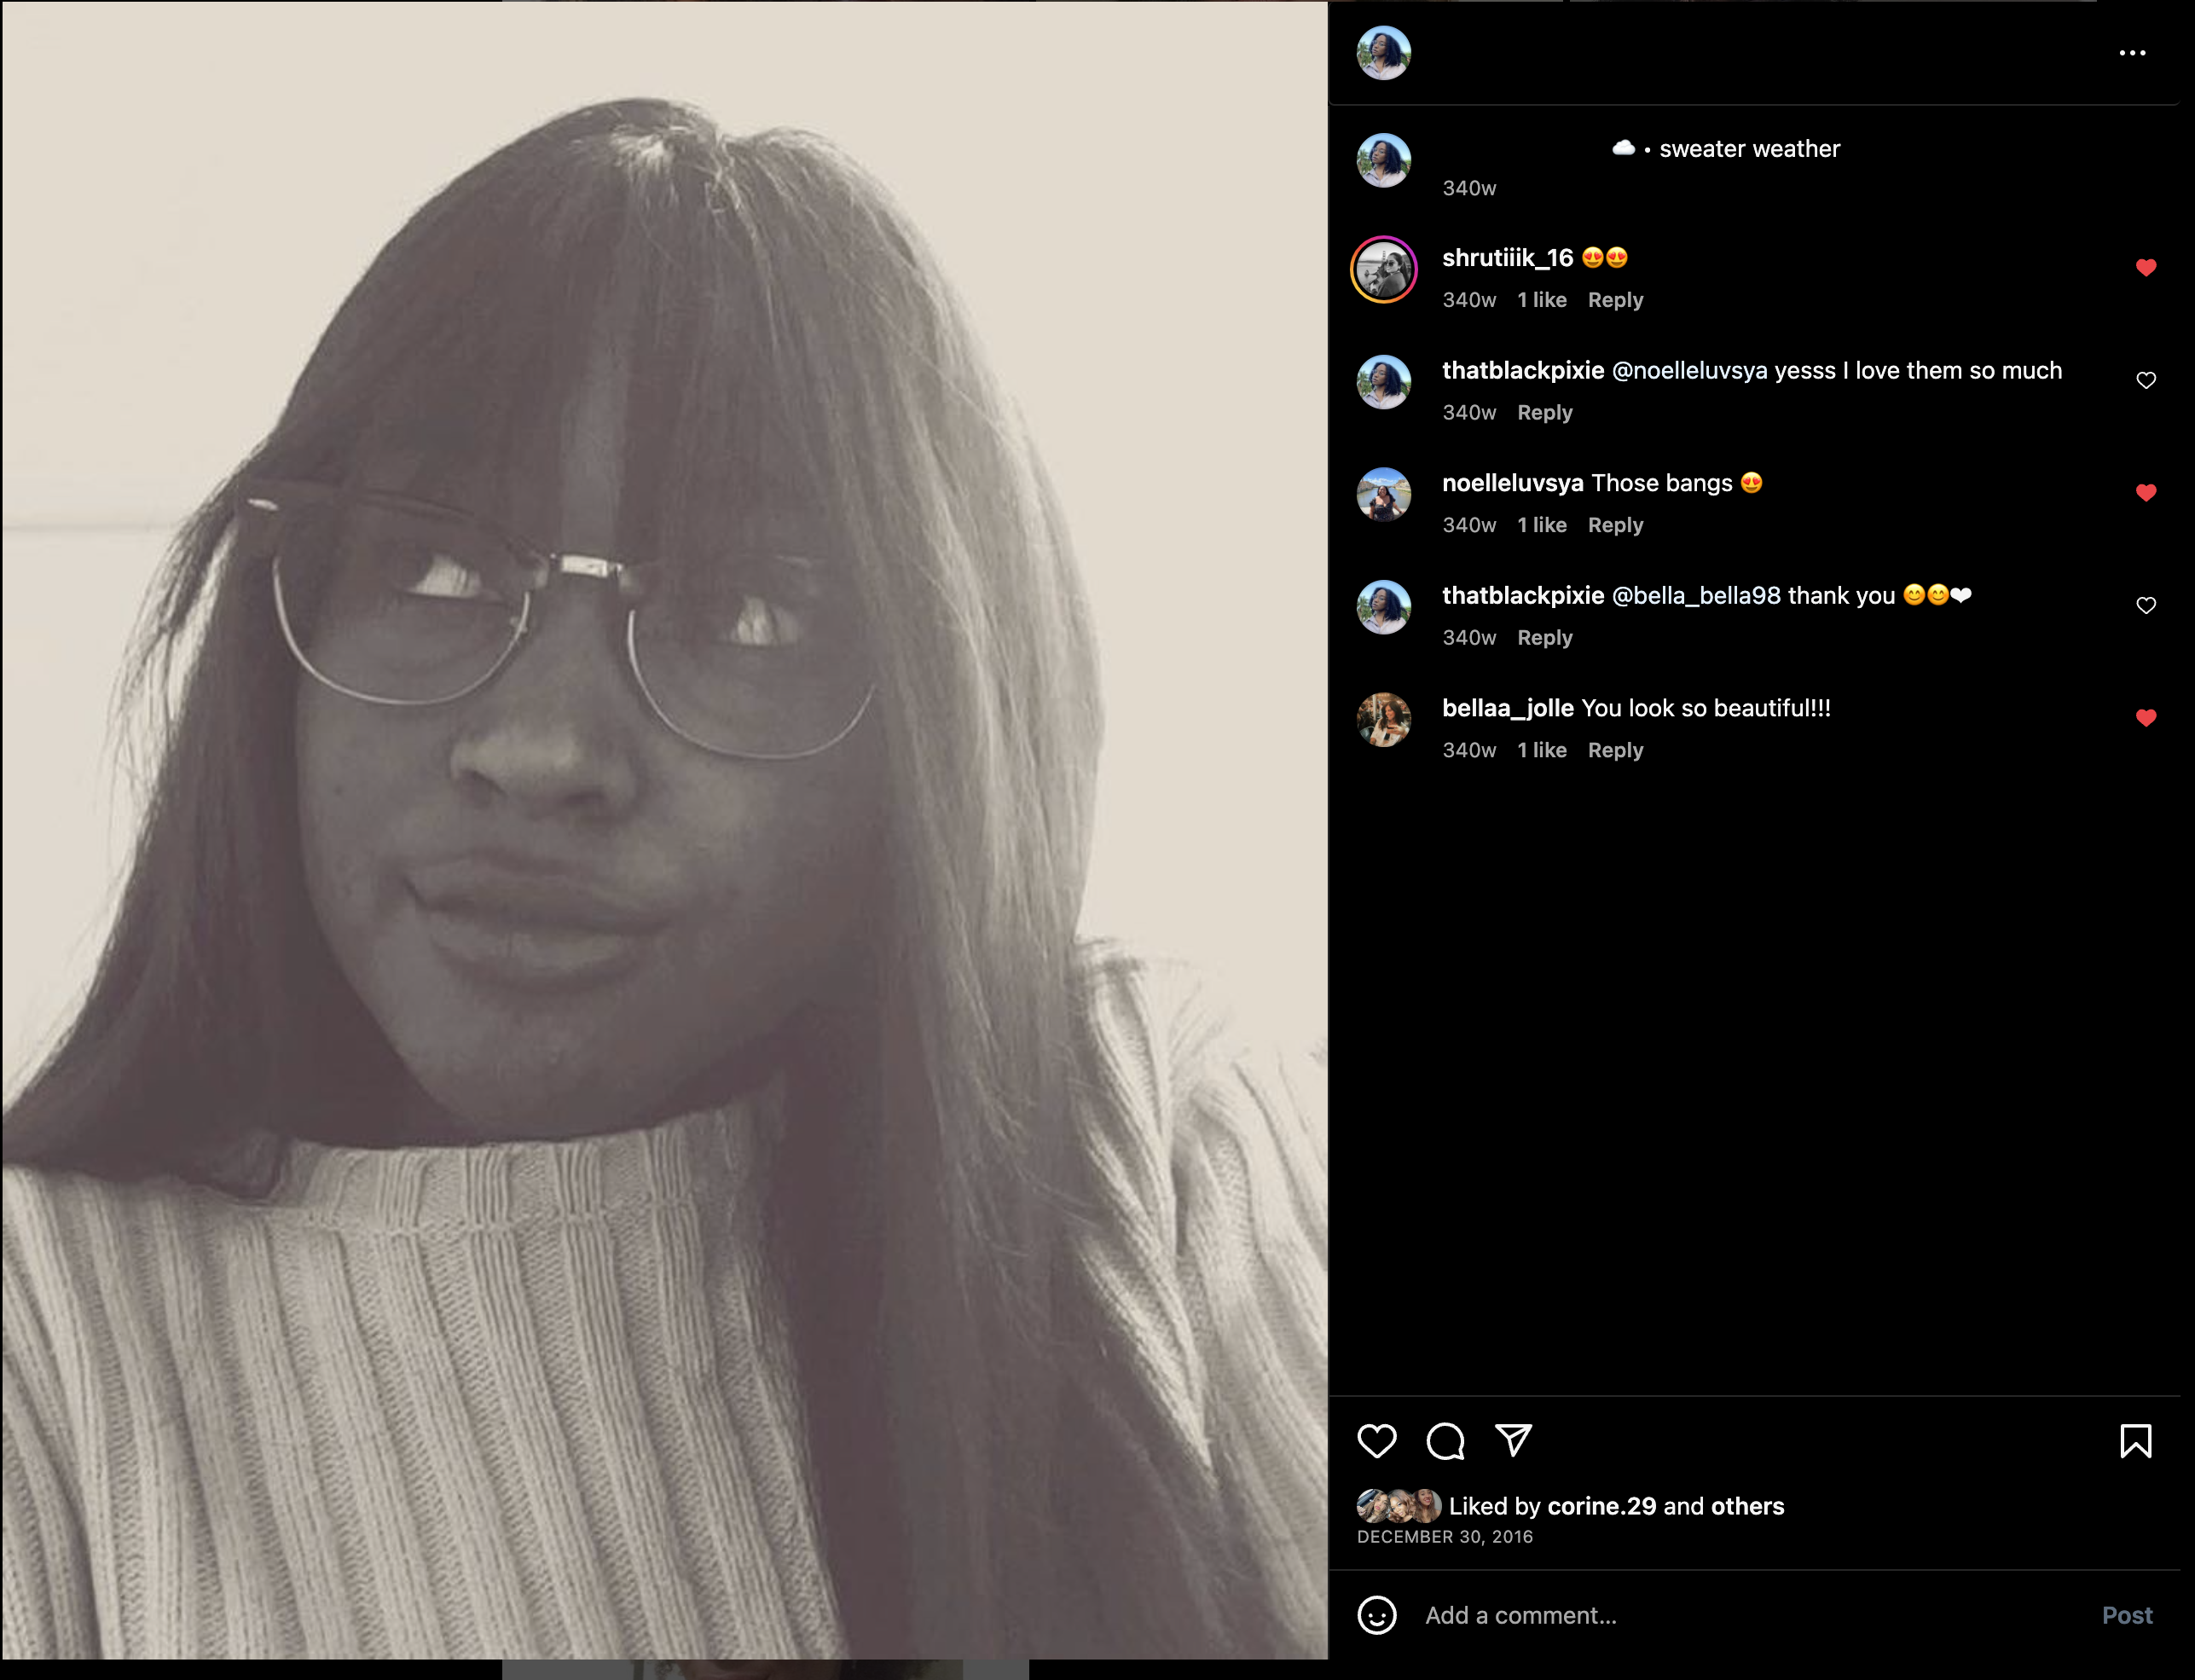 ☁️ • sweater weather
340w
shrutiiik_16 😍😍
340w 1 like Reply
thatblackpixie @noelleluvsya yesss I love them so much
340w Reply
noelleluvsya Those bangs 😍
340w 1 like Reply
thatblackpixie @bella_bella98 thank you 😊😊❤
340w Reply
bellaa_jolle You look so beautiful!!!
340w 1 like Reply
Liked by corine.29 and others
DECEMBER 30, 2016
Add a comment...
Post